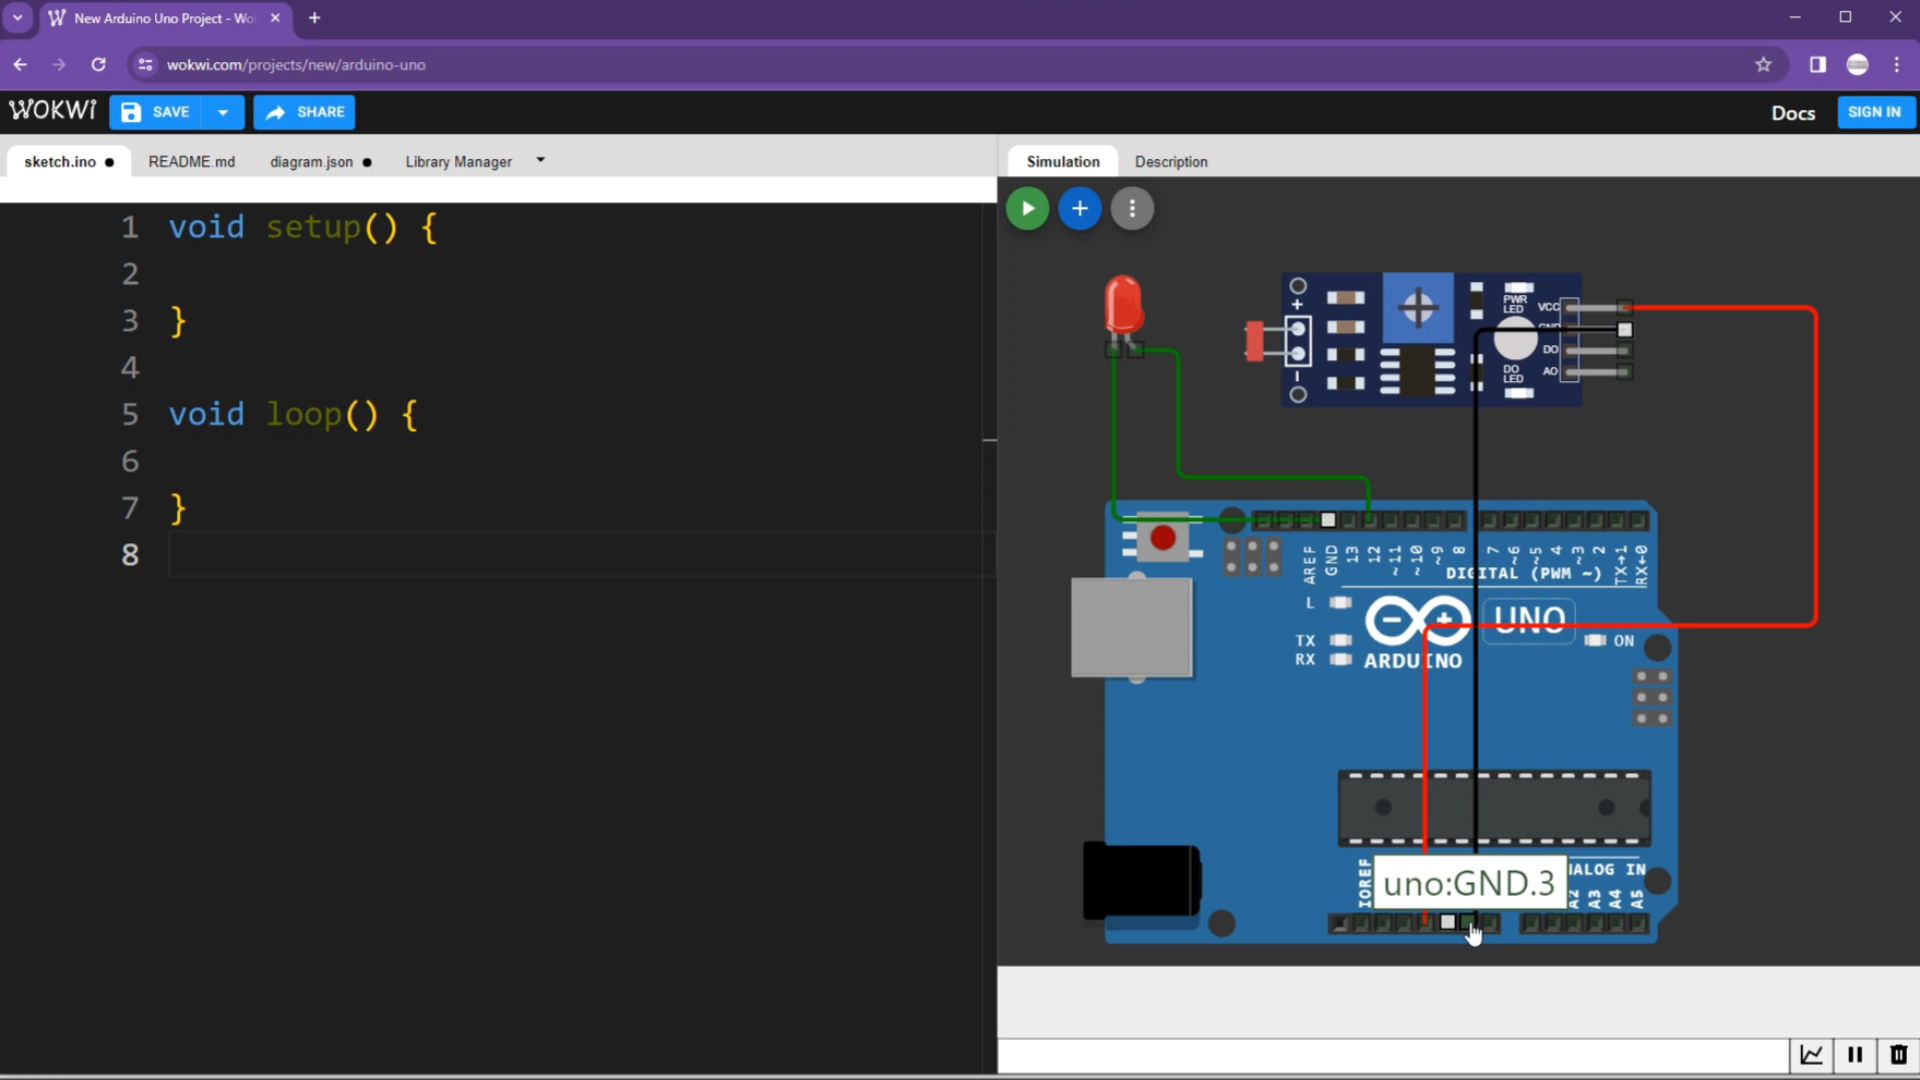 New Arduino Uno Project - Wo
wokwi.com/projects/new/arduino-uno
WOKWI
SAVE
SHARE
Docs
SIGN IN
sketch.ino
README.md
diagram.json
Library Manager
Simulation
Description
1 void setup() {
2
3 }
4
5 void loop() {
6
7 }
8
PWR
LED
VCC
GND
DO
DO
LED
AO
AREF
GND
13
12
~11
~10
~9
8
7
~6
~5
4
~3
2
TX→1
RX←0
DIGITAL (PWM ~)
L
TX
RX
ARDUINO
UNO
ON
IOREF
uno:GND.3
ALOG IN
A2
A3
A4
A5